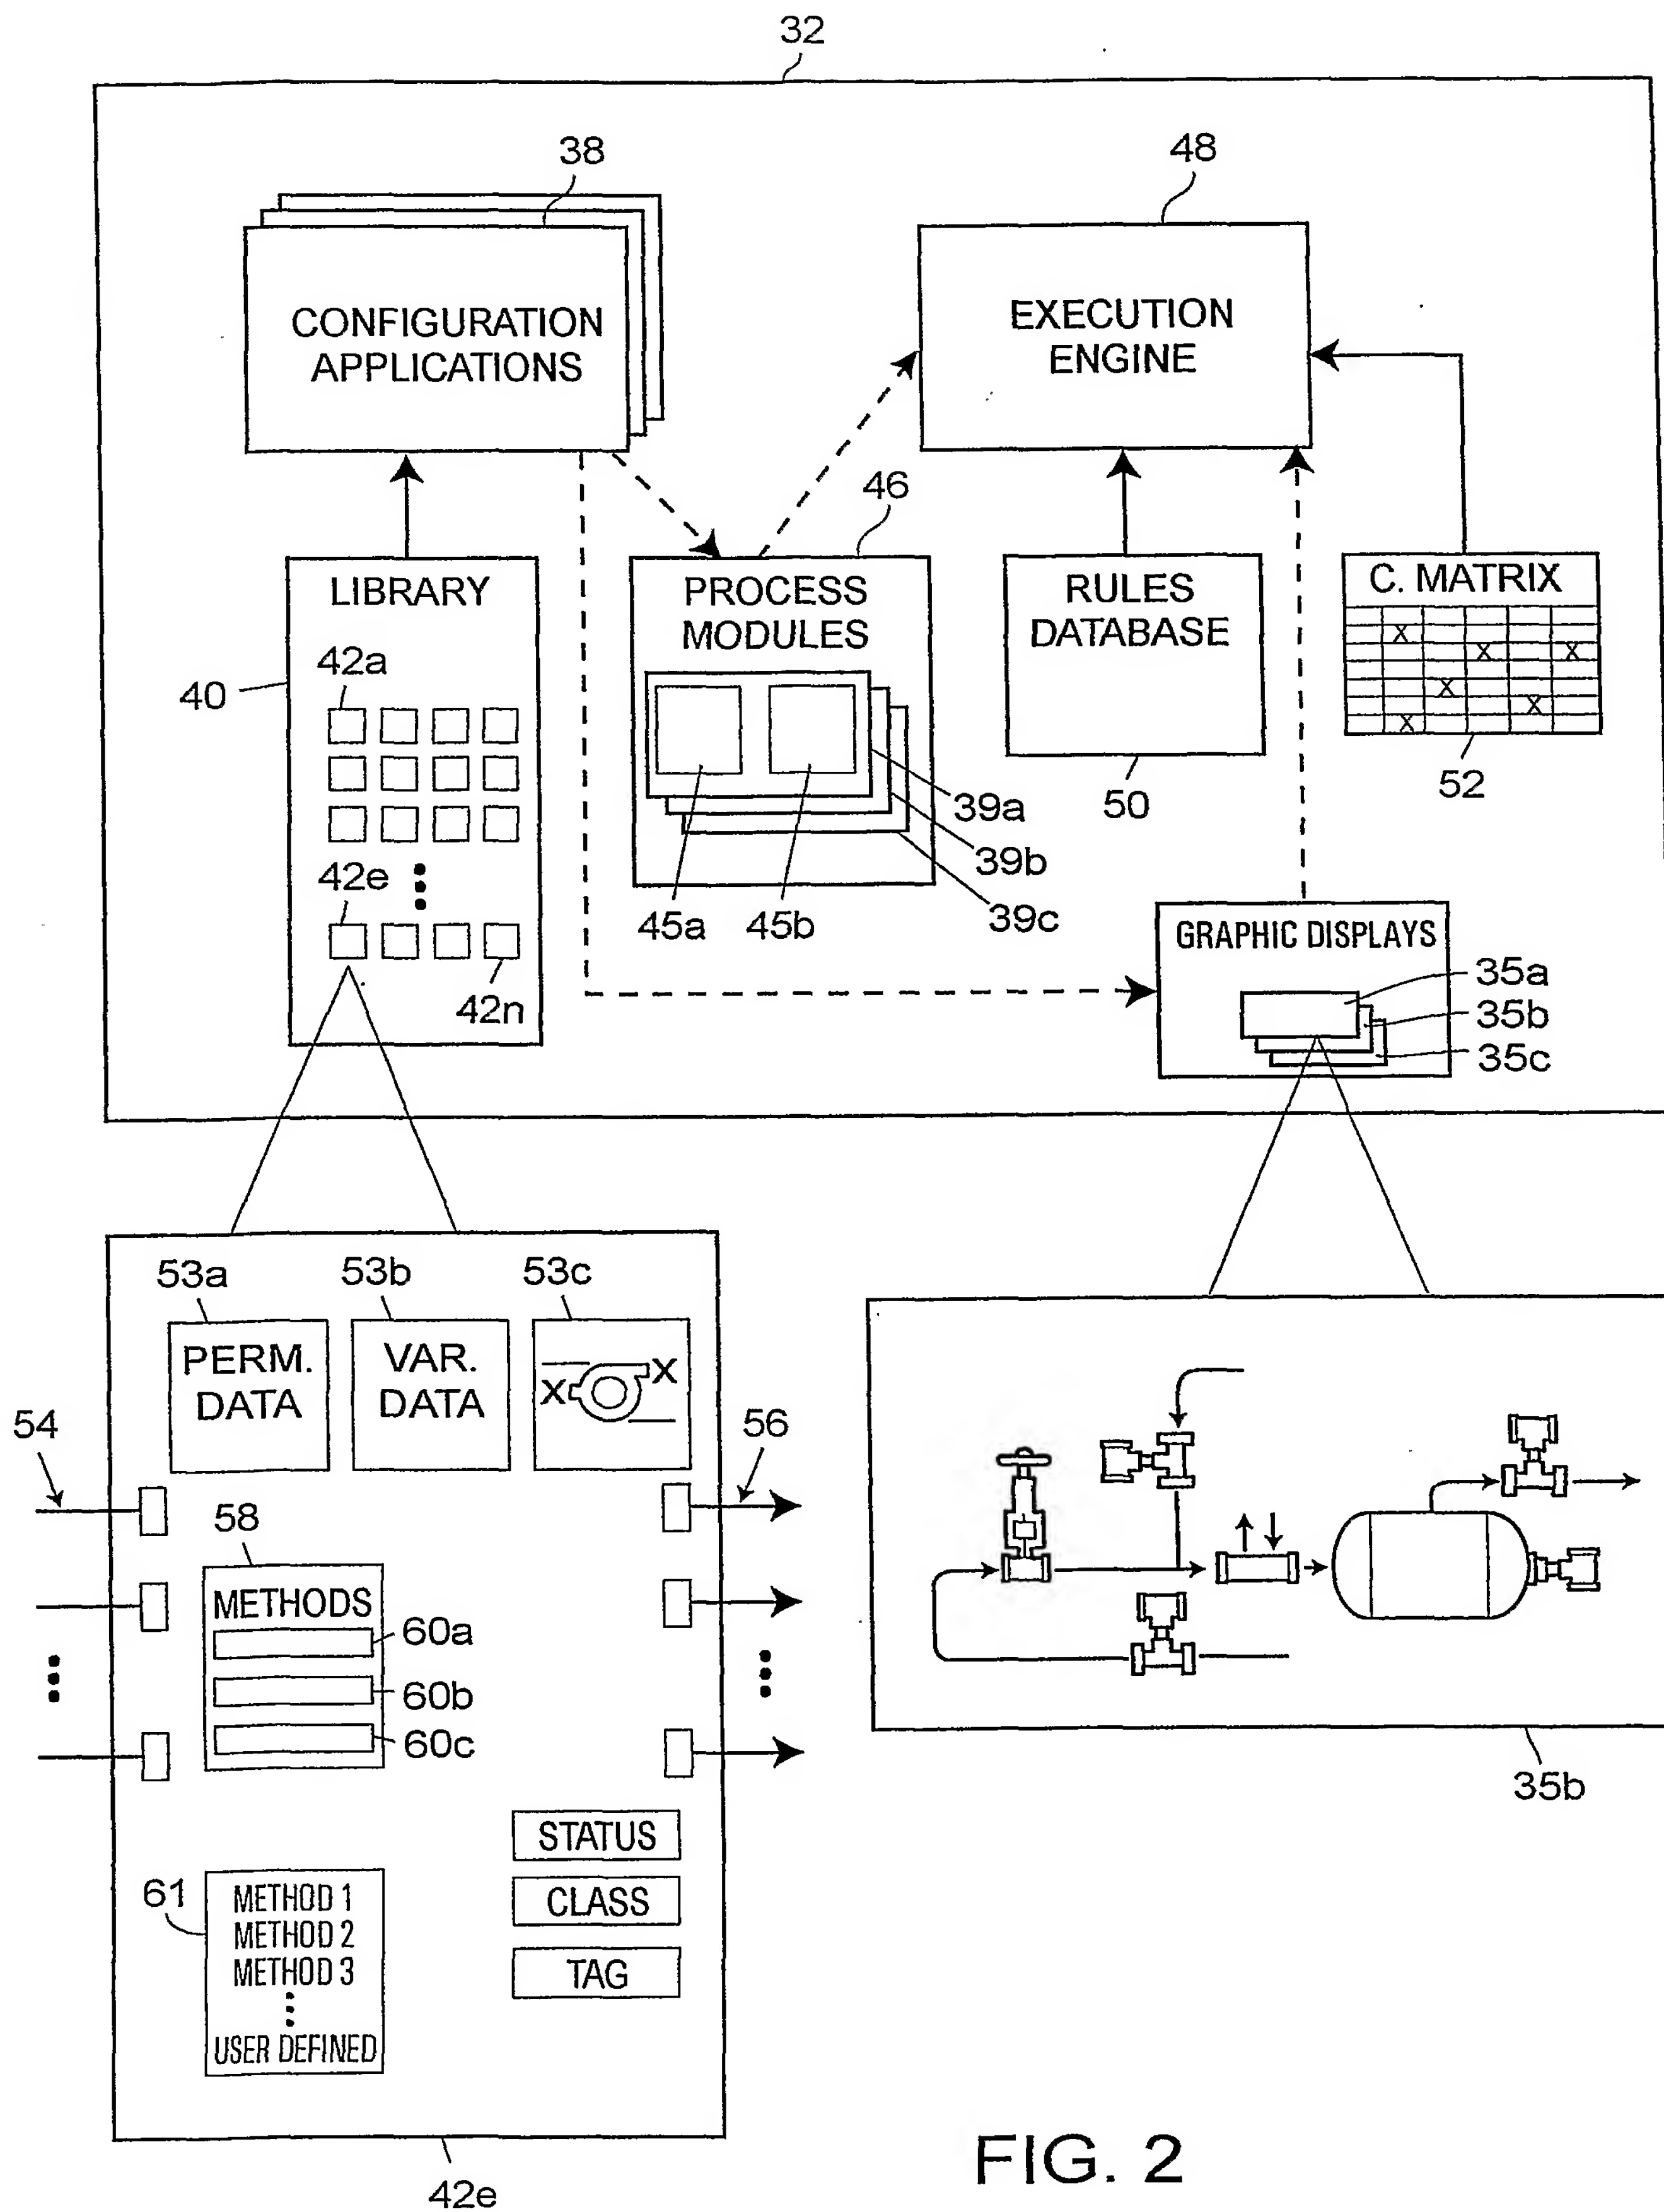 32
38
48
CONFIGURATION
APPLICATIONS
EXECUTION
ENGINE
46
LIBRARY
42a
40
42e
42n
PROCESS
MODULES
39a
39b
39c
45a
45b
RULES
DATABASE
50
C. MATRIX
X
X X
X
X
X
52
GRAPHIC DISPLAYS
35a
35b
35c
53a
53b
53c
PERM.
DATA
VAR.
DATA
X
X
54
56
58
METHODS
60a
60b
60c
STATUS
CLASS
TAG
61
METHOD 1
METHOD 2
METHOD 3
USER DEFINED
42e
35b
FIG. 2